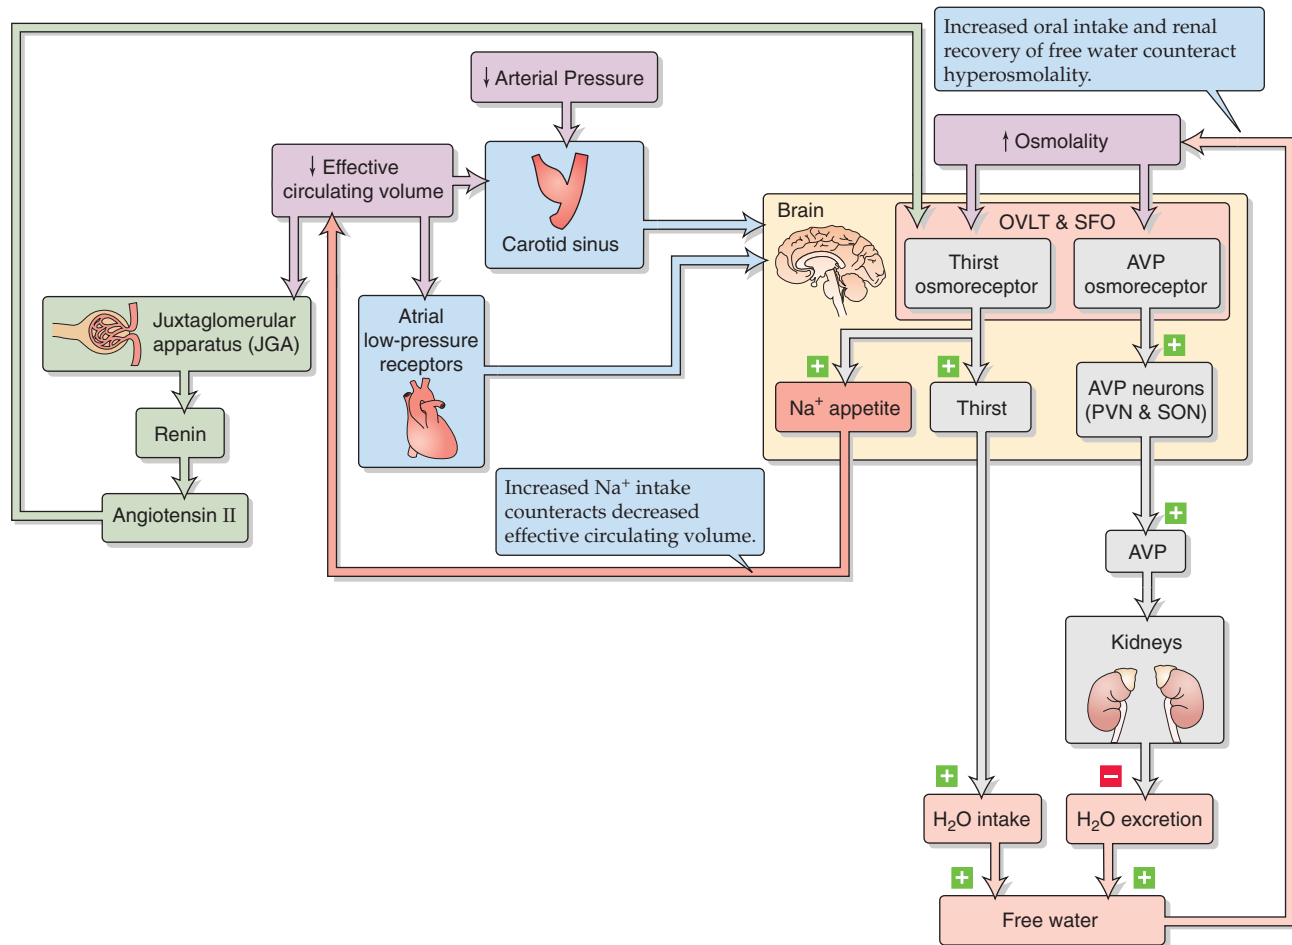 Increased oral intake and renal
recovery of free water counteract
hyperosmolality.
↓ Arterial Pressure
↑ Osmolality
↓ Effective
circulating volume
Carotid sinus
Brain
OVLT & SFO
Thirst
osmoreceptor
AVP
osmoreceptor
Juxtaglomerular
apparatus (JGA)
Atrial
low-pressure
receptors
+
+
+
Na⁺ appetite
Thirst
AVP neurons
(PVN & SON)
Renin
Angiotensin II
Increased Na⁺ intake
counteracts decreased
effective circulating volume.
+
AVP
Kidneys
+
−
H₂O intake
H₂O excretion
+
+
Free water